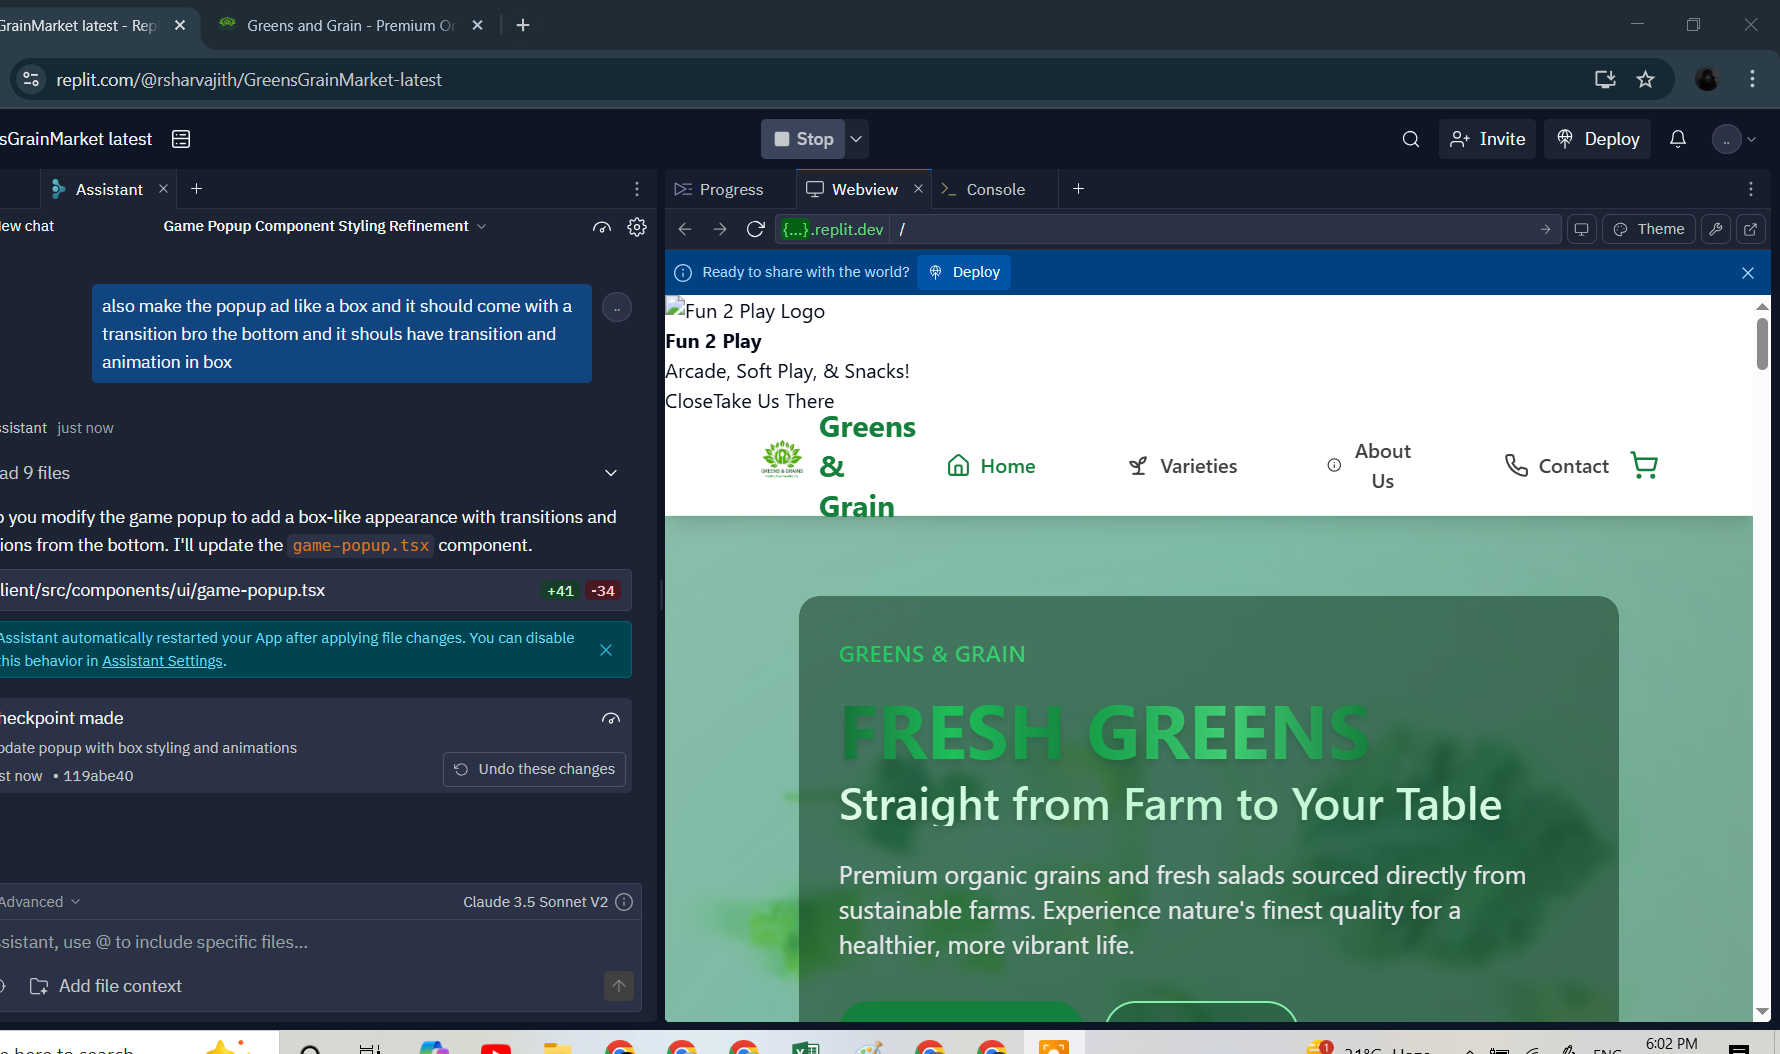 GrainMarket latest - Rep
Greens and Grain - Premium Or
replit.com/@rsharvajith/GreensGrainMarket-latest
sGrainMarket latest
Stop
Invite
Deploy
Assistant
Progress
Webview
Console
ew chat
Game Popup Component Styling Refinement
{...}.replit.dev /
Theme
Ready to share with the world?
Deploy
also make the popup ad like a box and it should come with a
transition bro the bottom and it shouls have transition and
animation in box
..
ssistant just now
ad 9 files
p you modify the game popup to add a box-like appearance with transitions and
ions from the bottom. I'll update the game-popup.tsx component.
lient/src/components/ui/game-popup.tsx
+41 -34
Assistant automatically restarted your App after applying file changes. You can disable
this behavior in Assistant Settings.
heckpoint made
pdate popup with box styling and animations
st now • 119abe40
Undo these changes
Advanced
Claude 3.5 Sonnet V2
ssistant, use @ to include specific files...
Add file context
Fun 2 Play Logo
Fun 2 Play
Arcade, Soft Play, & Snacks!
CloseTake Us There
GREENS & GRAINS
Greens
&
Grain
Home
Varieties
About
Us
Contact
GREENS & GRAIN
FRESH GREENS
Straight from Farm to Your Table
Premium organic grains and fresh salads sourced directly from
sustainable farms. Experience nature's finest quality for a
healthier, more vibrant life.
e here to search
1
31°C Haze
ENG
6:02 PM